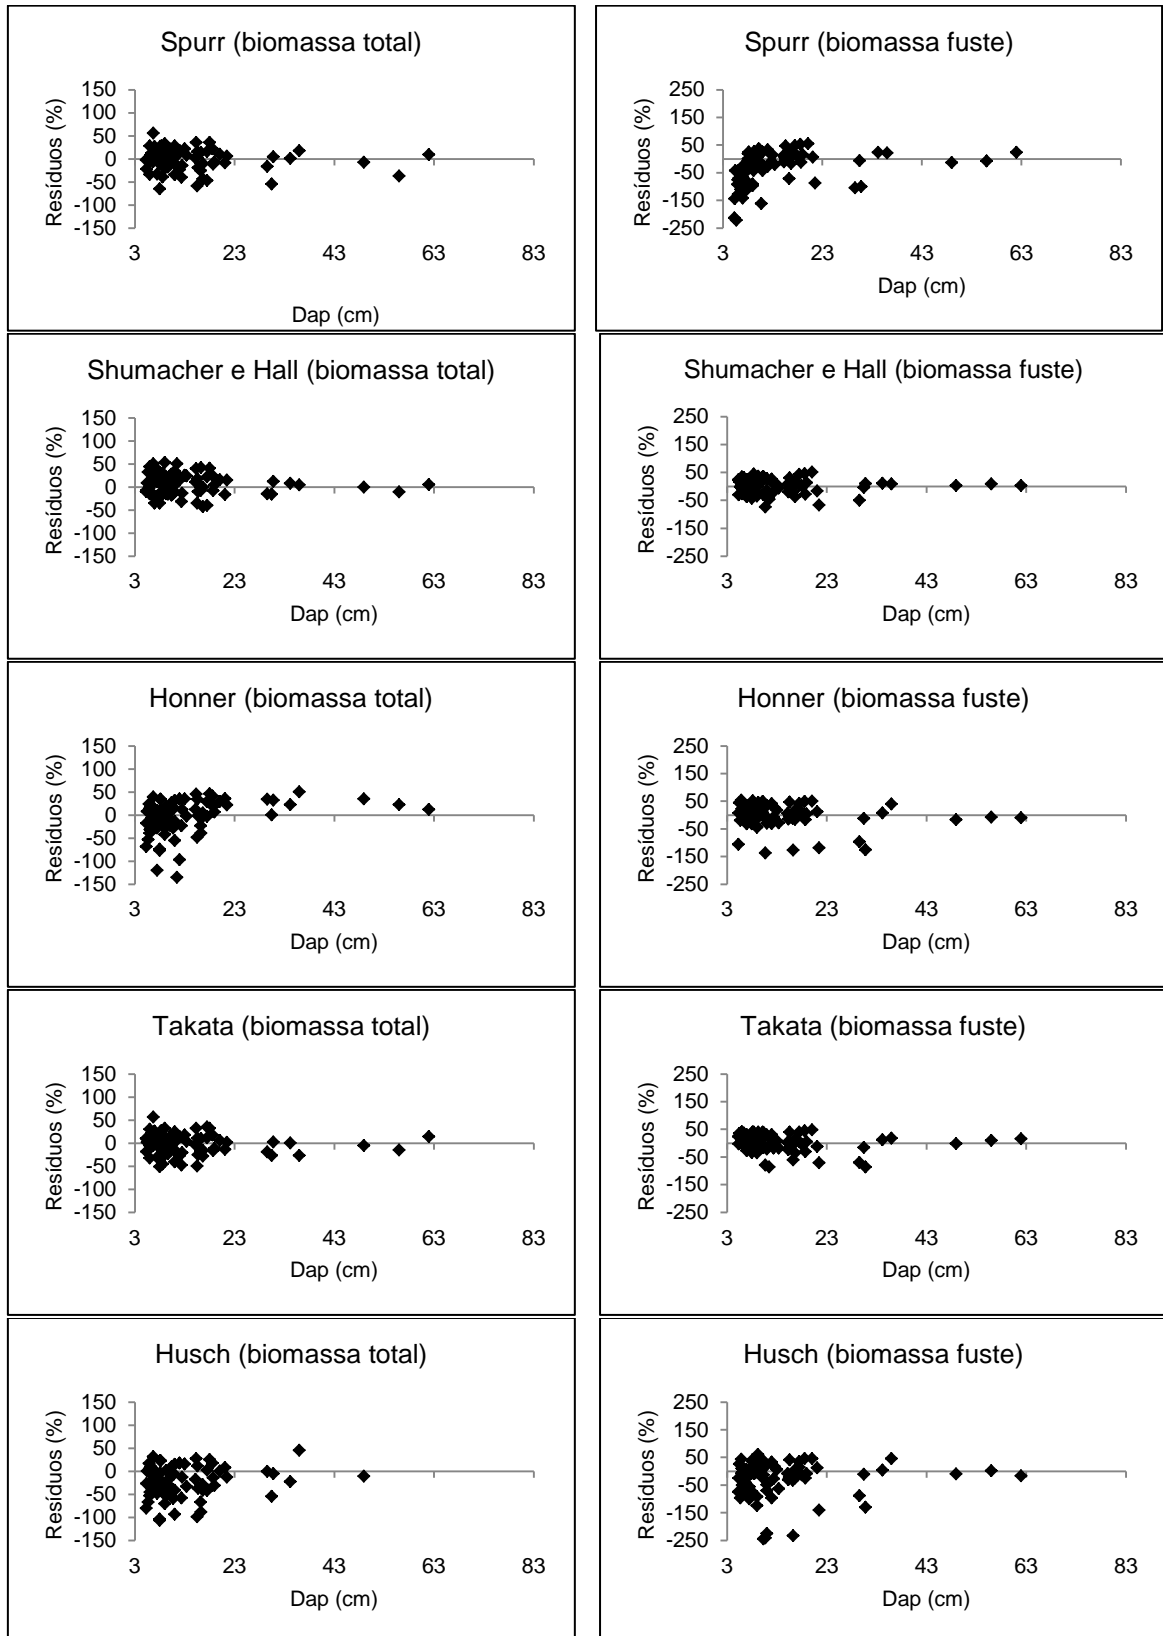 Spurr (biomassa total)
150
100
50
0
-50
-100
-150
Resíduos (%)
3 23 43 63 83
Dap (cm)
Spurr (biomassa fuste)
250
150
50
-50
-150
-250
Resíduos (%)
3 23 43 63 83
Dap (cm)
Shumacher e Hall (biomassa total)
150
100
50
0
-50
-100
-150
Resíduos (%)
3 23 43 63 83
Dap (cm)
Shumacher e Hall (biomassa fuste)
250
150
50
-50
-150
-250
Resíduos (%)
3 23 43 63 83
Dap (cm)
Honner (biomassa total)
150
100
50
0
-50
-100
-150
Resíduos (%)
3 23 43 63 83
Dap (cm)
Honner (biomassa fuste)
250
150
50
-50
-150
-250
Resíduos (%)
3 23 43 63 83
Dap (cm)
Takata (biomassa total)
150
100
50
0
-50
-100
-150
Resíduos (%)
3 23 43 63 83
Dap (cm)
Takata (biomassa fuste)
250
150
50
-50
-150
-250
Resíduos (%)
3 23 43 63 83
Dap (cm)
Husch (biomassa total)
150
100
50
0
-50
-100
-150
Resíduos (%)
3 23 43 63 83
Dap (cm)
Husch (biomassa fuste)
250
150
50
-50
-150
-250
Resíduos (%)
3 23 43 63 83
Dap (cm)